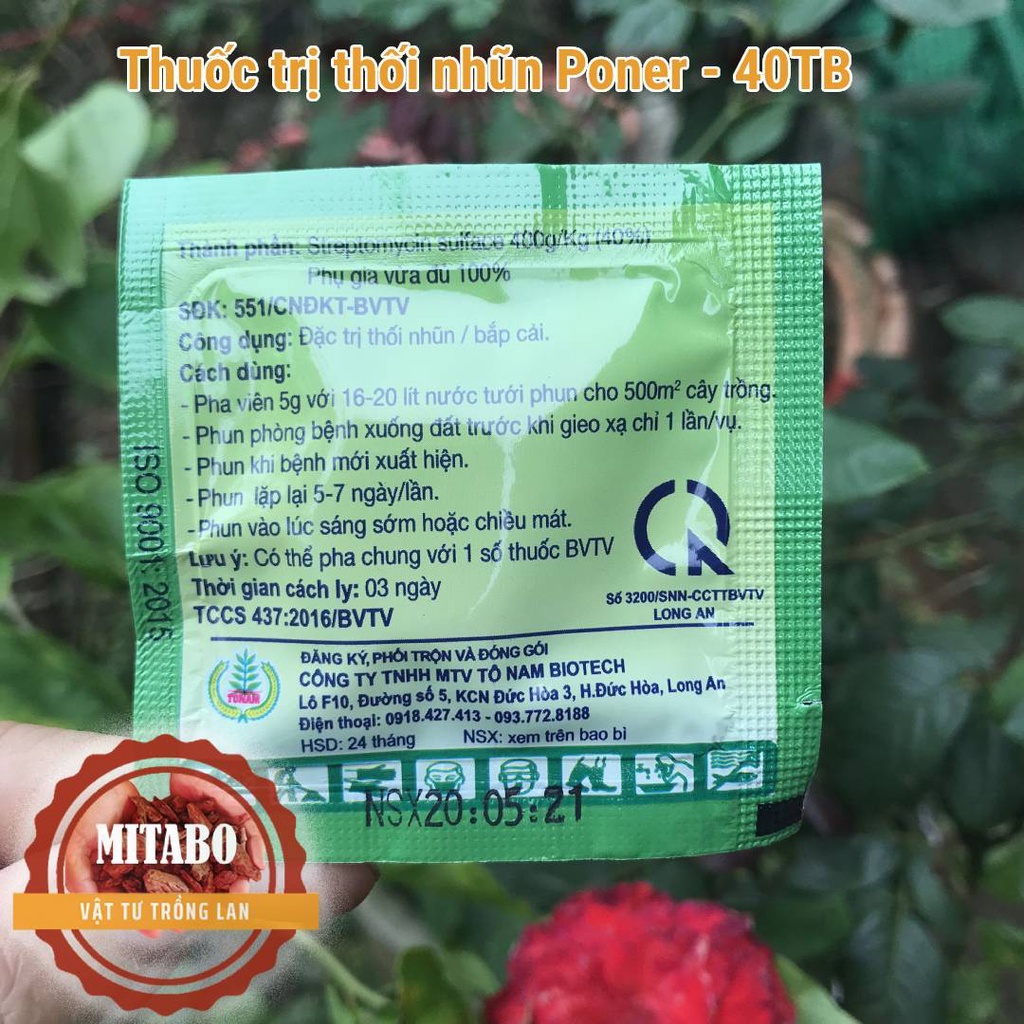 Thuốc trị thối nhũn Poner - 40TB
Thành phần: Streptomycin sulface 400g/Kg (40%)
Phụ gia vừa đủ 100%
SĐK: 551/CNĐKT-BVTV
Công dụng: Đặc trị thối nhũn / bắp cải.
Cách dùng:
- Pha viên 5g với 16-20 lít nước tưới phun cho 500m² cây trồng.
- Phun phòng bệnh xuống đất trước khi gieo xạ chỉ 1 lần/vụ.
- Phun khi bệnh mới xuất hiện.
- Phun lặp lại 5-7 ngày/lần.
- Phun vào lúc sáng sớm hoặc chiều mát.
Lưu ý: Có thể pha chung với 1 số thuốc BVTV
Thời gian cách ly: 03 ngày
TCCS 437:2016/BVTV
ISO 9001: 2015
Số 3200/SNN-CCTTBVTV
LONG AN
TONAM
ĐĂNG KÝ, PHỐI TRỘN VÀ ĐÓNG GÓI
CÔNG TY TNHH MTV TÔ NAM BIOTECH
Lô F10, Đường số 5, KCN Đức Hòa 3, H.Đức Hòa, Long An
Điện thoại: 0918.427.413 - 093.772.8188
HSD: 24 tháng NSX: xem trên bao bì
NSX20:05:21
MITABO
VẬT TƯ TRỒNG LAN